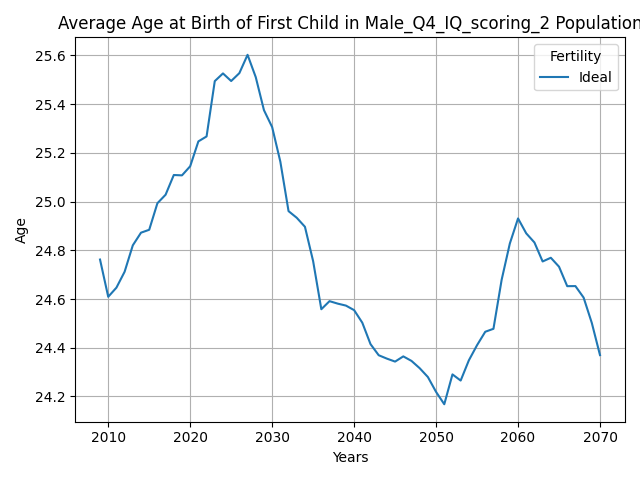 Average Age at Birth of First Child in Male_Q4_IQ_scoring_2 Population
Fertility
Ideal
25.6
25.4
25.2
25.0
24.8
24.6
24.4
24.2
Age
2010 2020 2030 2040 2050 2060 2070
Years